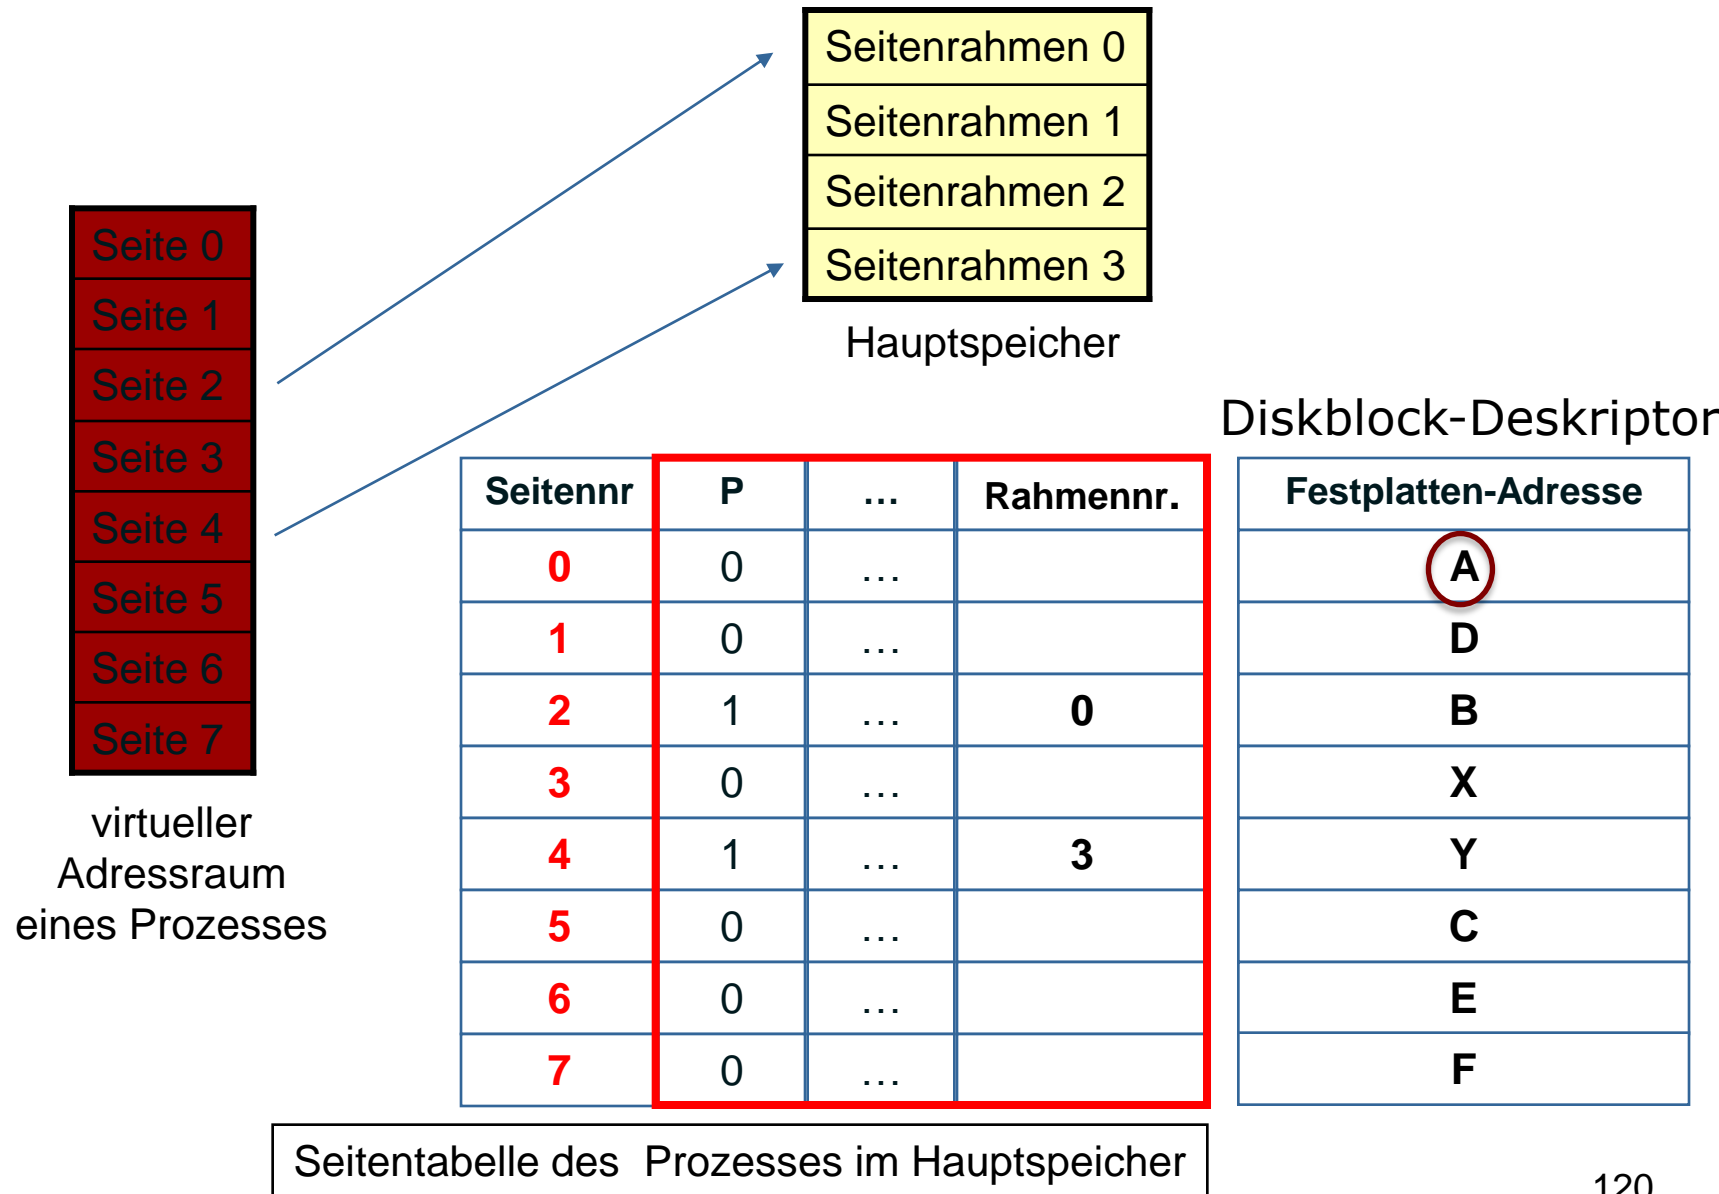 Seitenrahmen 0
Seitenrahmen 1
Seitenrahmen 2
Seitenrahmen 3
Hauptspeicher
Seite 0
Seite 1
Seite 2
Seite 3
Seite 4
Seite 5
Seite 6
Seite 7
virtueller
Adressraum
eines Prozesses
Diskblock-Deskriptor
Seitennr P … Rahmennr. Festplatten-Adresse
0 0 … A
1 0 … D
2 1 … 0 B
3 0 … X
4 1 … 3 Y
5 0 … C
6 0 … E
7 0 … F
Seitentabelle des Prozesses im Hauptspeicher
120